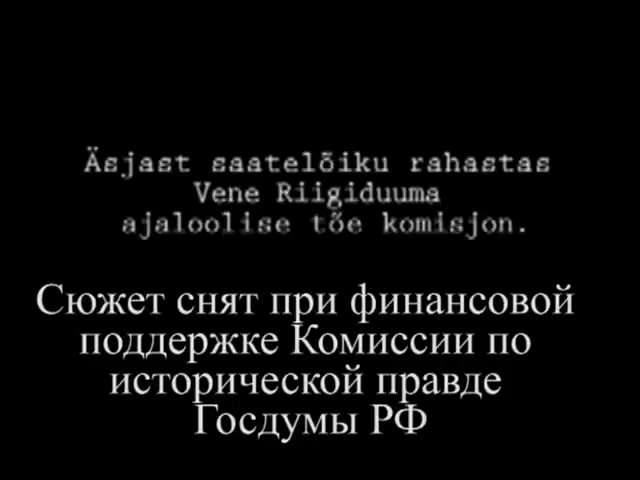 Äsjast saatelõiku rahastas
Vene Riigiduuma
ajaloolise tõe komisjon.
Сюжет снят при финансовой
поддержке Комиссии по
исторической правде
Госдумы РФ